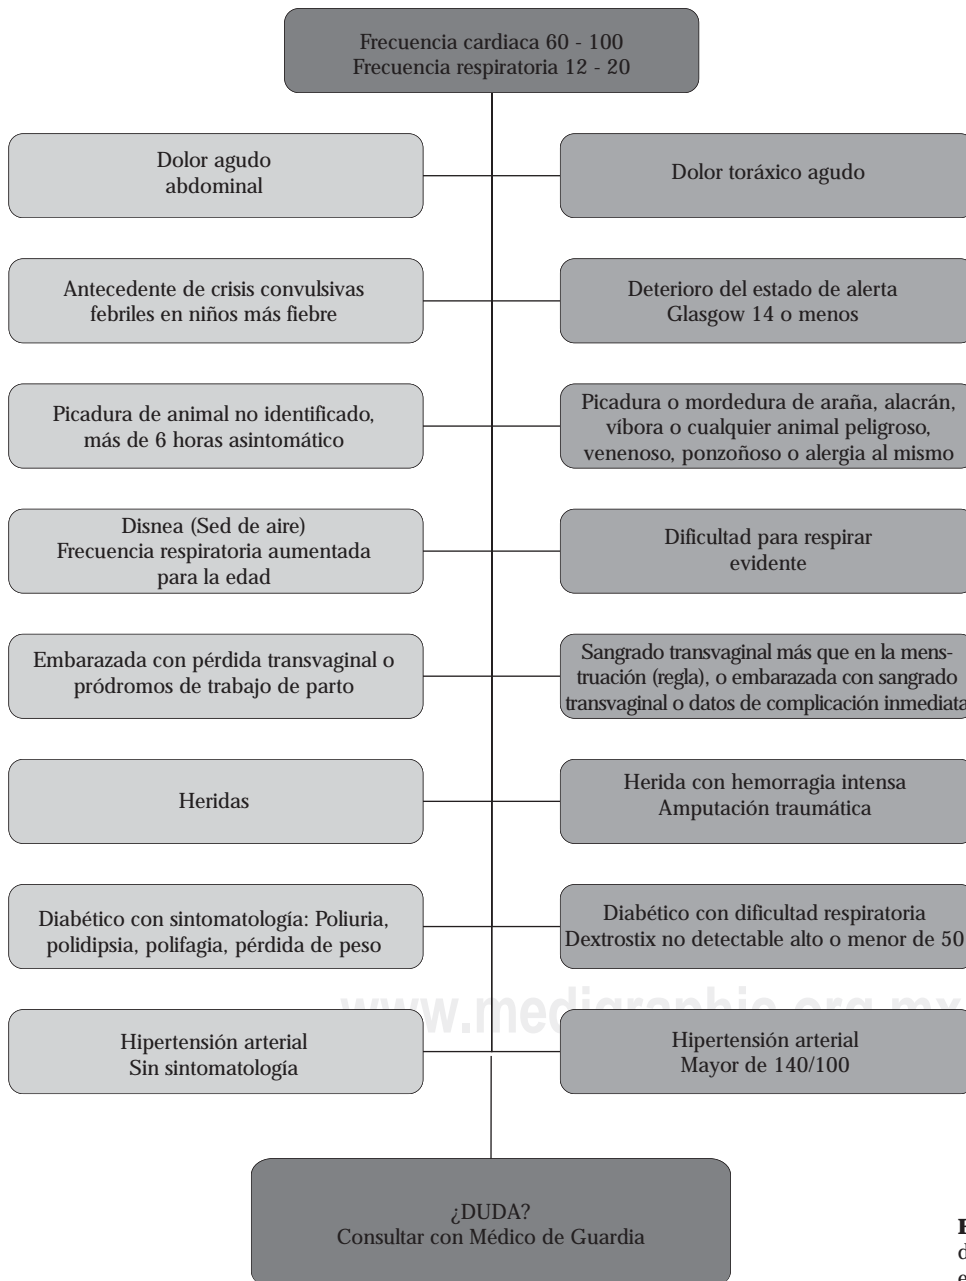 Frecuencia cardiaca 60 - 100
Frecuencia respiratoria 12 - 20
Dolor agudo
abdominal
Dolor toráxico agudo
Antecedente de crisis convulsivas
febriles en niños más fiebre
Deterioro del estado de alerta
Glasgow 14 o menos
Picadura de animal no identificado,
más de 6 horas asintomático
Picadura o mordedura de araña, alacrán,
víbora o cualquier animal peligroso,
venenoso, ponzoñoso o alergia al mismo
Disnea (Sed de aire)
Frecuencia respiratoria aumentada
para la edad
Dificultad para respirar
evidente
Embarazada con pérdida transvaginal o
pródromos de trabajo de parto
Sangrado transvaginal más que en la mens-
truación (regla), o embarazada con sangrado
transvaginal o datos de complicación inmediata
Heridas
Herida con hemorragia intensa
Amputación traumática
Diabético con sintomatología: Poliuria,
polidipsia, polifagia, pérdida de peso
Diabético con dificultad respiratoria
Dextrostix no detectable alto o menor de 50
www.medigraphic.org.mx
Hipertensión arterial
Sin sintomatología
Hipertensión arterial
Mayor de 140/100
¿DUDA?
Consultar con Médico de Guardia